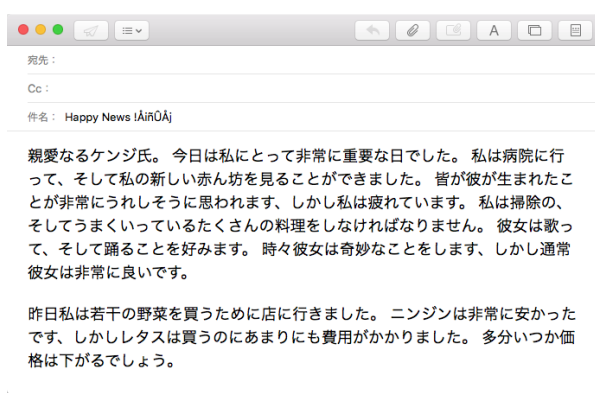 宛先：
Cc：
件名： Happy News !ÅiñÛÅj
親愛なるケンジ氏。 今日は私にとって非常に重要な日でした。 私は病院に行
って、そして私の新しい赤ん坊を見ることができました。 皆が彼が生まれたこ
とが非常にうれしそうに思われます、しかし私は疲れています。 私は掃除の、
そしてうまくいっているたくさんの料理をしなければなりません。 彼女は歌っ
て、そして踊ることを好みます。 時々彼女は奇妙なことをします、しかし通常
彼女は非常に良いです。
昨日私は若干の野菜を買うために店に行きました。 ニンジンは非常に安かった
です、しかしレタスは買うのにあまりにも費用がかかりました。 多分いつか価
格は下がるでしょう。